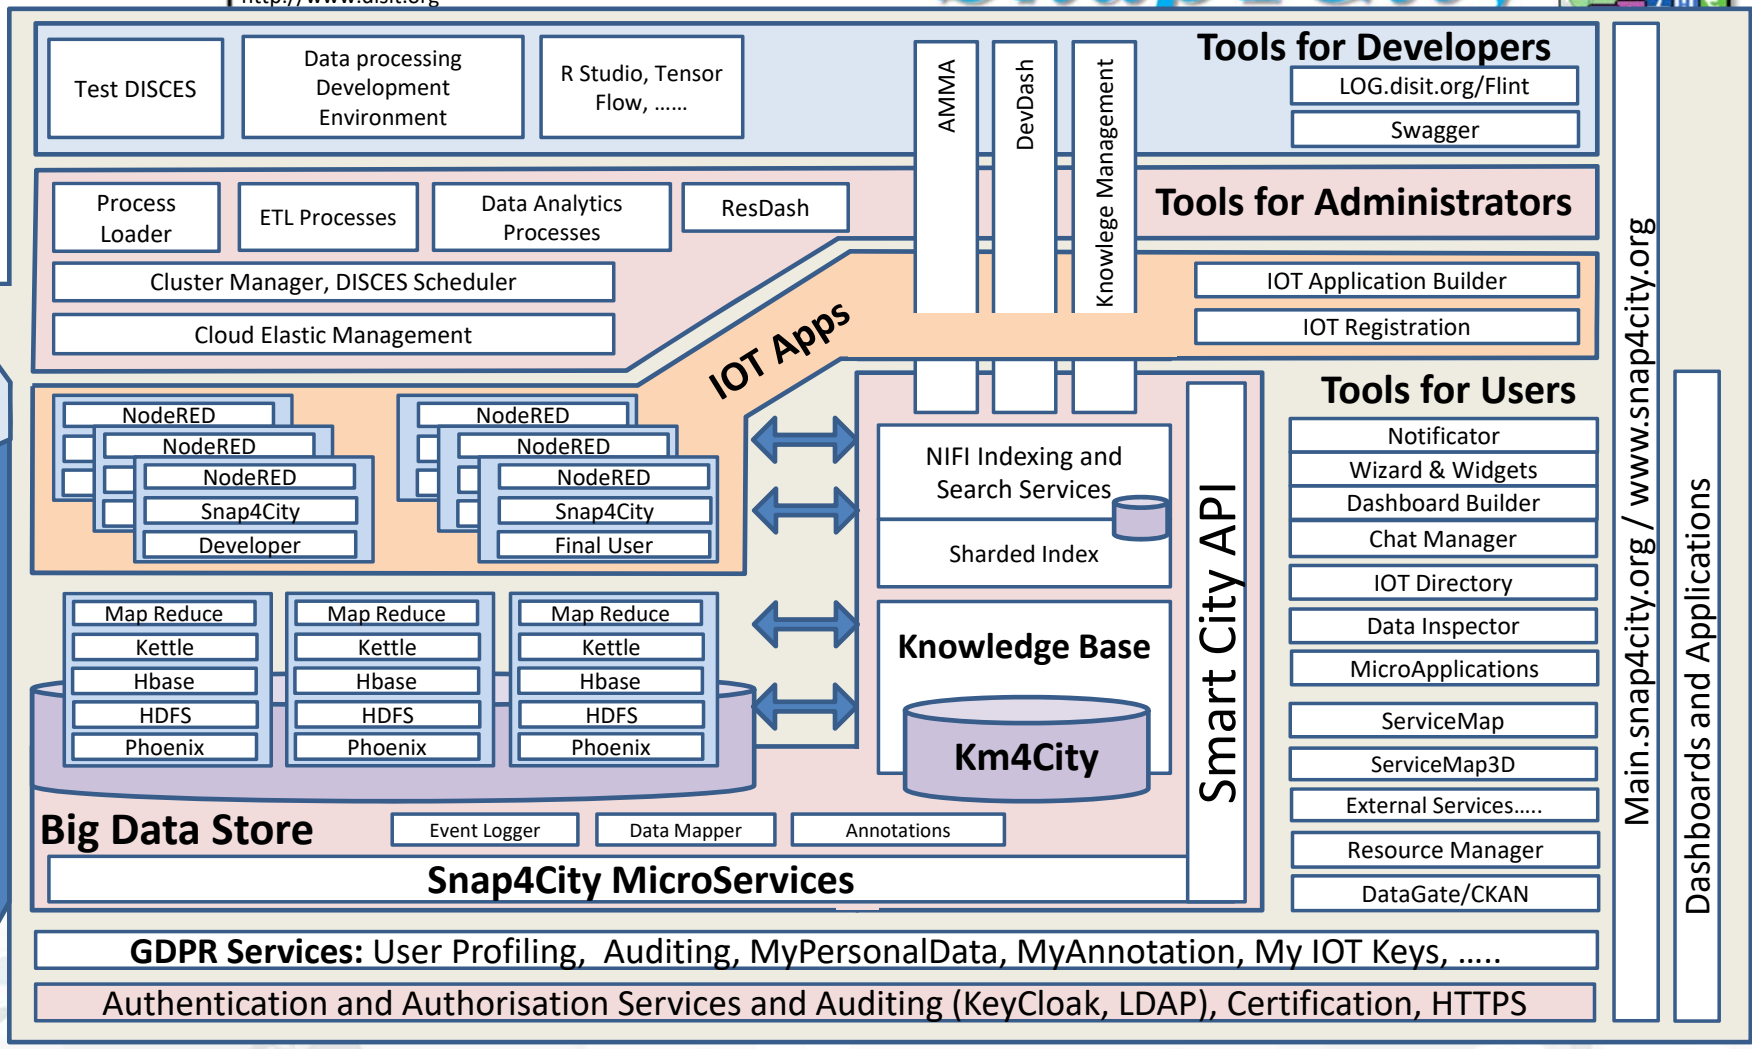 http://www.disit.org
Tools for Developers
Test DISCES
Data processing
Development
Environment
R Studio, Tensor
Flow, ......
AMMA
DevDash
Knowlege Management
LOG.disit.org/Flint
Swagger
Tools for Administrators
Process
Loader
ETL Processes
Data Analytics
Processes
ResDash
Cluster Manager, DISCES Scheduler
Cloud Elastic Management
IOT Apps
IOT Application Builder
IOT Registration
NodeRED
NodeRED
NodeRED
Snap4City
Developer
NodeRED
NodeRED
NodeRED
Snap4City
Final User
NIFI Indexing and
Search Services
Sharded Index
Knowledge Base
Km4City
Smart City API
Tools for Users
Notificator
Wizard & Widgets
Dashboard Builder
Chat Manager
IOT Directory
Data Inspector
MicroApplications
ServiceMap
ServiceMap3D
External Services.....
Resource Manager
DataGate/CKAN
Map Reduce
Kettle
Hbase
HDFS
Phoenix
Map Reduce
Kettle
Hbase
HDFS
Phoenix
Map Reduce
Kettle
Hbase
HDFS
Phoenix
Big Data Store
Event Logger
Data Mapper
Annotations
Snap4City MicroServices
GDPR Services: User Profiling, Auditing, MyPersonalData, MyAnnotation, My IOT Keys, .....
Authentication and Authorisation Services and Auditing (KeyCloak, LDAP), Certification, HTTPS
Main.snap4city.org / www.snap4city.org
Dashboards and Applications